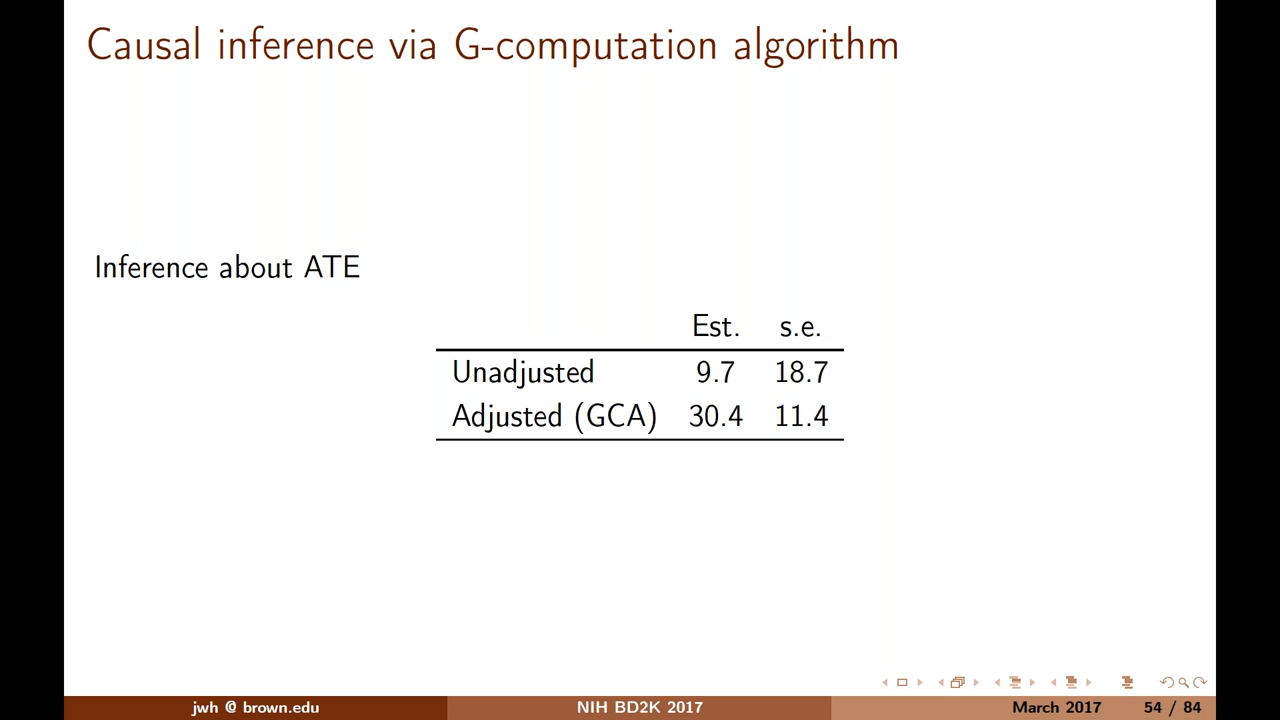 Causal inference via G-computation algorithm
Inference about ATE
Est. s.e.
Unadjusted 9.7 18.7
Adjusted (GCA) 30.4 11.4
jwh @ brown.edu NIH BD2K 2017 March 2017 54 / 84